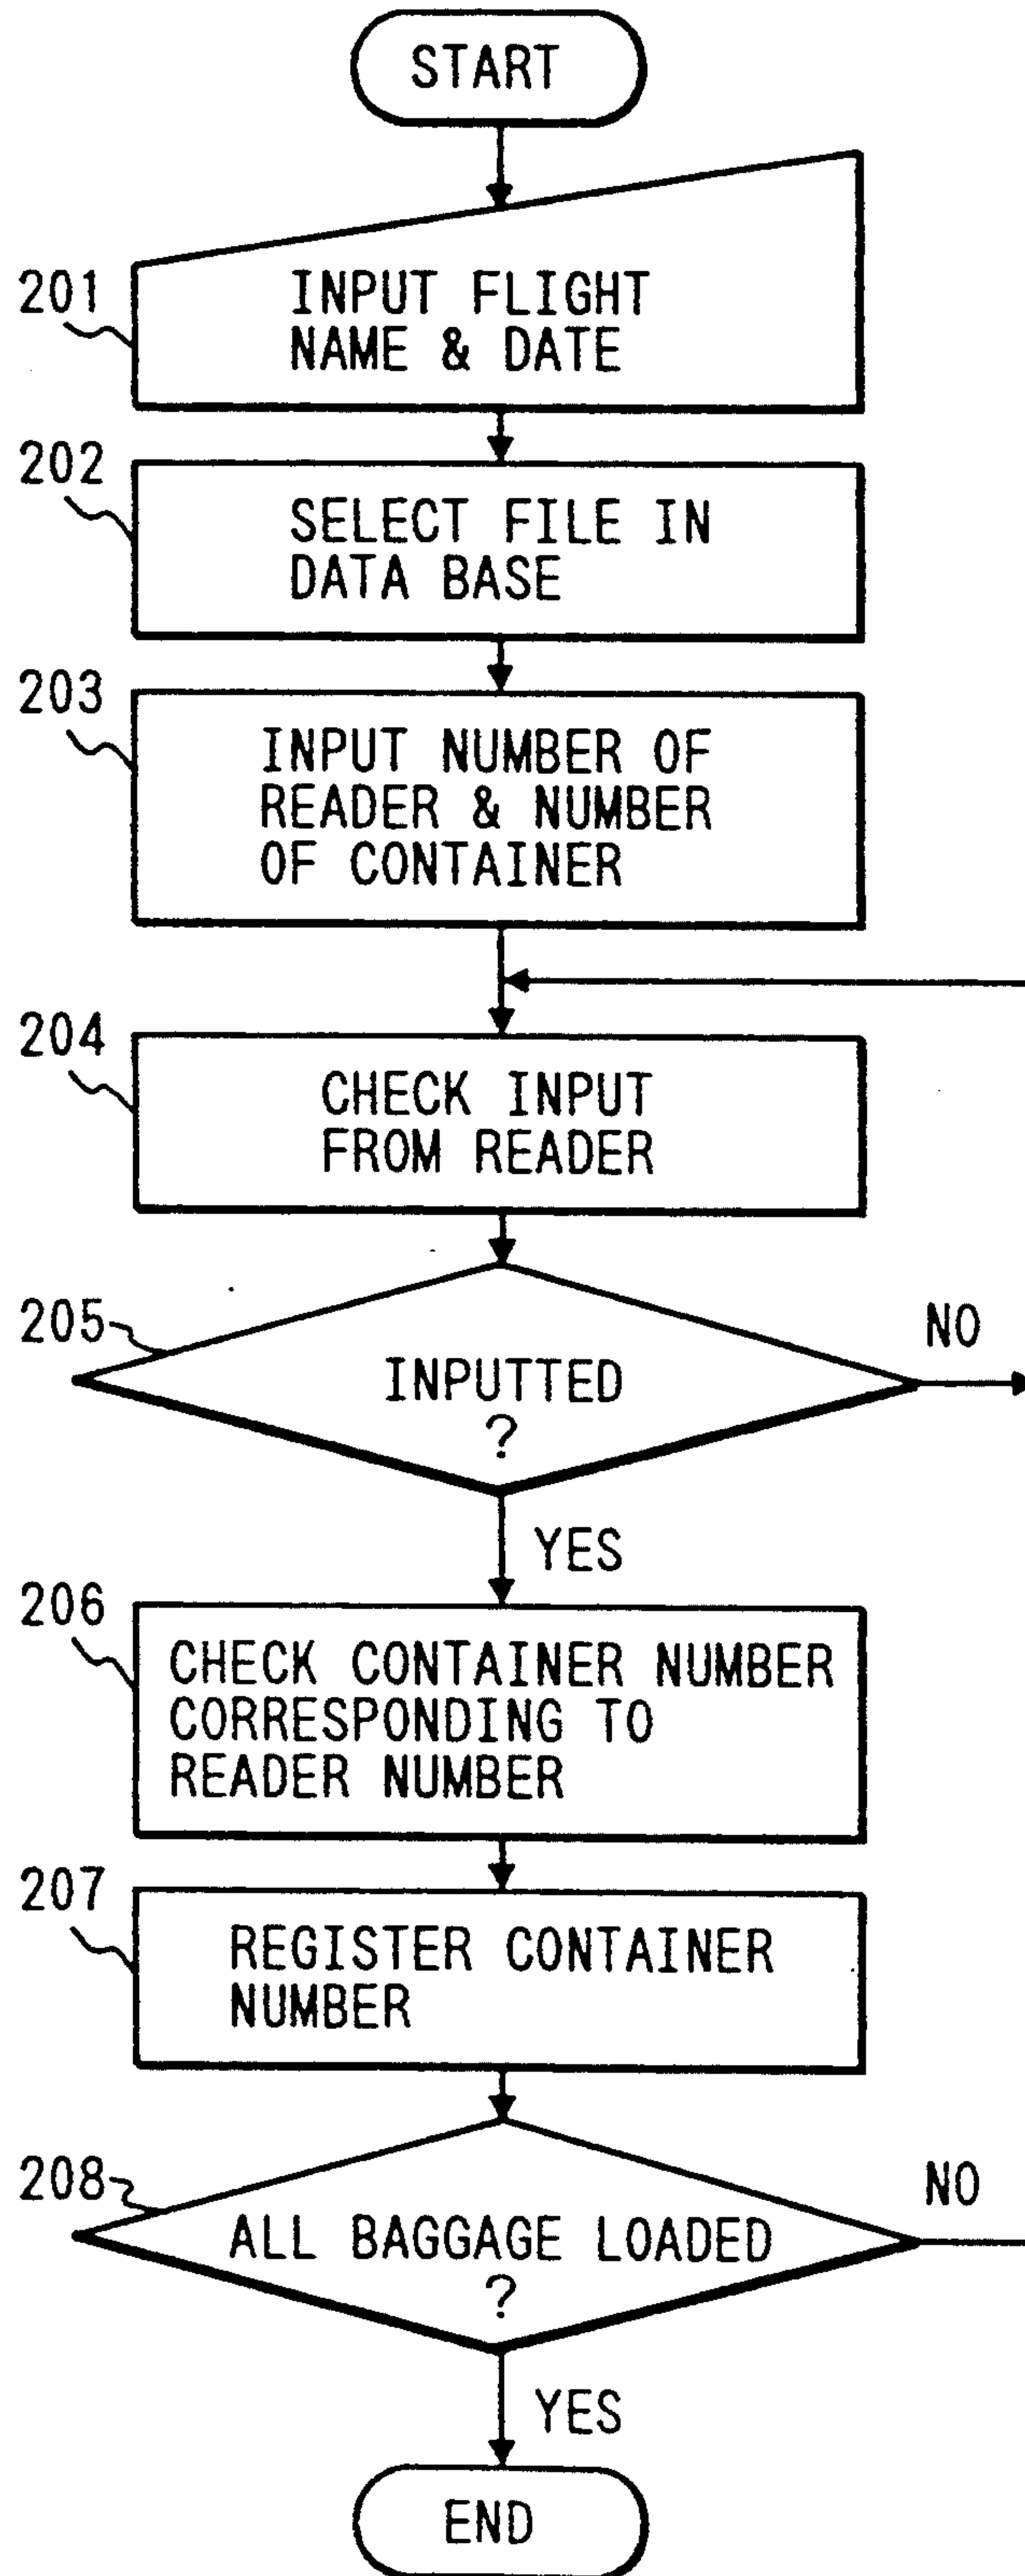 START
201
INPUT FLIGHT
NAME & DATE
202
SELECT FILE IN
DATA BASE
203
INPUT NUMBER OF
READER & NUMBER
OF CONTAINER
204
CHECK INPUT
FROM READER
205
NO
INPUTTED
?
YES
206
CHECK CONTAINER NUMBER
CORRESPONDING TO
READER NUMBER
207
REGISTER CONTAINER
NUMBER
208
NO
ALL BAGGAGE LOADED
?
YES
END